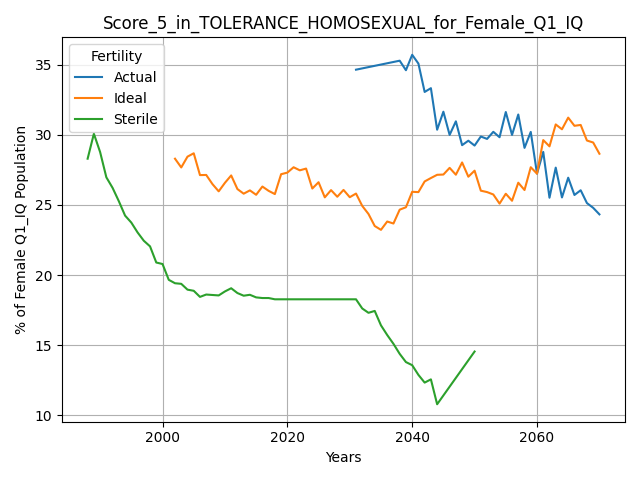 Score_5_in_TOLERANCE_HOMOSEXUAL_for_Female_Q1_IQ
Fertility
Actual
Ideal
Sterile
% of Female Q1_IQ Population
35
30
25
20
15
10
2000 2020 2040 2060
Years